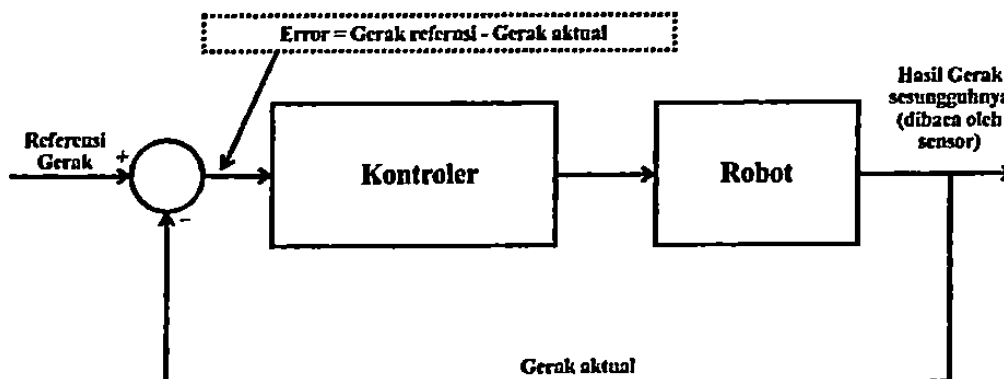 Error = Gerak referensi - Gerak aktual
Hasil Gerak
sesungguhnya
(dibaca oleh
sensor)
Referensi
Gerak
+
-
Kontroler
Robot
Gerak aktual